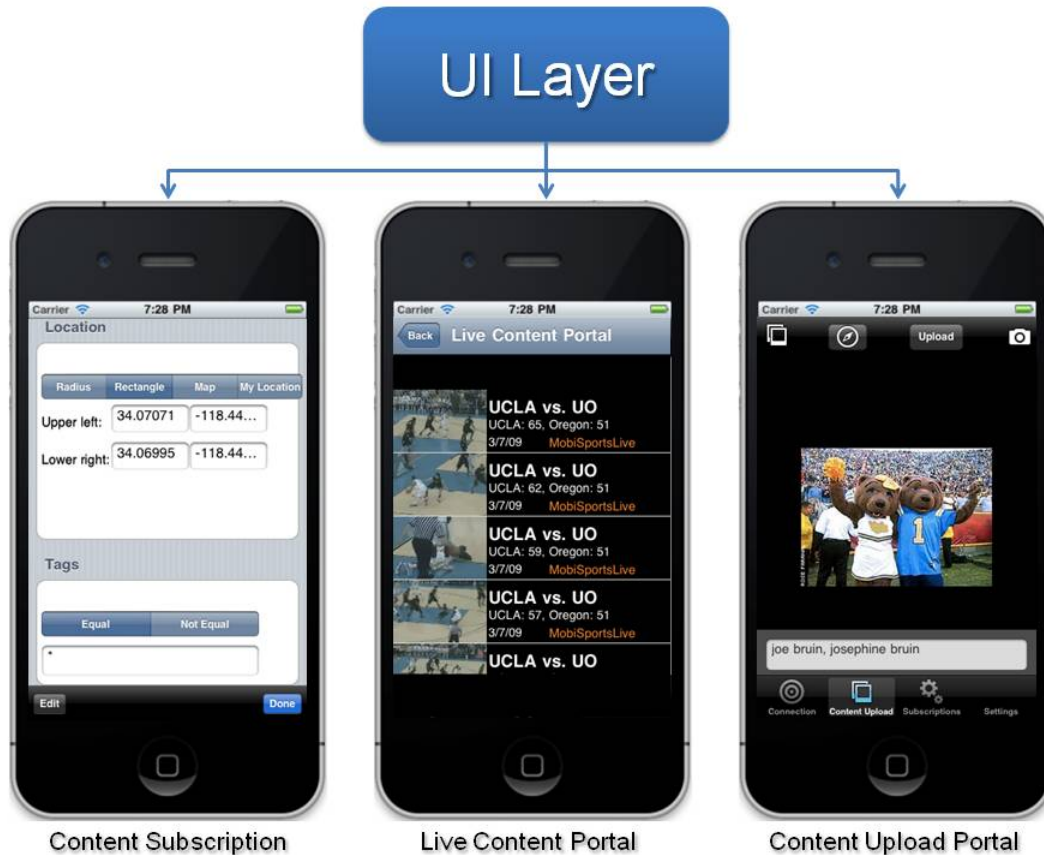 UI Layer
Carrier 7:28 PM
Location
Radius Rectangle Map My Location
Upper left: 34.07071 -118.44...
Lower right: 34.06995 -118.44...
Tags
Equal Not Equal
*
Edit Done
Content Subscription
Carrier 7:28 PM
Back Live Content Portal
UCLA vs. UO
UCLA: 65, Oregon: 51
3/7/09 MobiSportsLive
UCLA vs. UO
UCLA: 62, Oregon: 51
3/7/09 MobiSportsLive
UCLA vs. UO
UCLA: 59, Oregon: 51
3/7/09 MobiSportsLive
UCLA vs. UO
UCLA: 57, Oregon: 51
3/7/09 MobiSportsLive
UCLA vs. UO
Live Content Portal
Carrier 7:28 PM
Upload
1
joe bruin, josephine bruin
Connection Content Upload Subscriptions Settings
Content Upload Portal